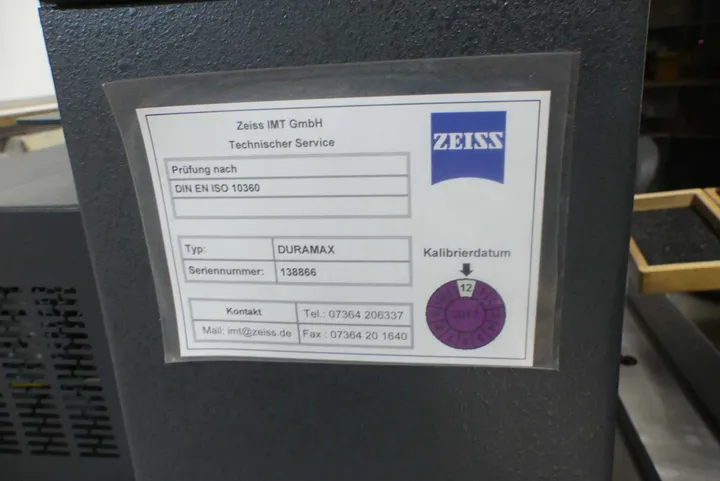 Zeiss IMT GmbH
Technischer Service
ZEISS
Prüfung nach
DIN EN ISO 10360
Typ: DURAMAX
Seriennummer: 138866
Kalibrierdatum
12
Kontakt Tel.: 07364 206337
Mail: imt@zeiss.de Fax : 07364 20 1640